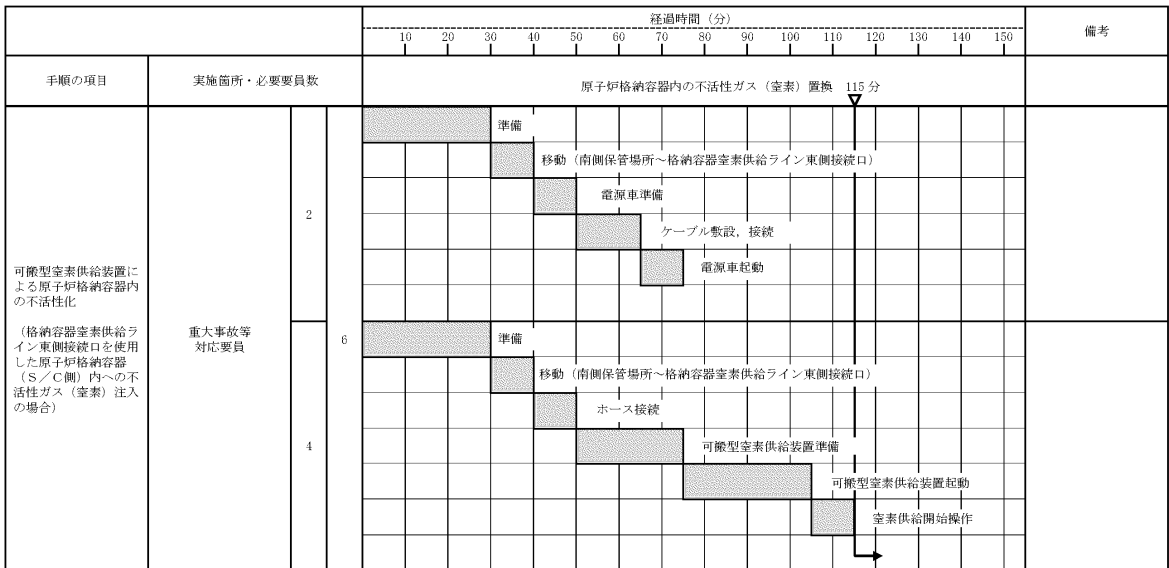 経過時間（分）
備考
10 20 30 40 50 60 70 80 90 100 110 120 130 140 150
手順の項目
実施箇所・必要要員数
原子炉格納容器内の不活性ガス（窒素）置換 115分
可搬型窒素供給装置に
よる原子炉格納容器内
の不活性化
（格納容器窒素供給ラ
イン東側接続口を使用
した原子炉格納容器
（S／C側）内への不
活性ガス（窒素）注入
の場合）
重大事故等
対応要員
6
2
準備
移動（南側保管場所～格納容器窒素供給ライン東側接続口）
電源車準備
ケーブル敷設，接続
電源車起動
4
準備
移動（南側保管場所～格納容器窒素供給ライン東側接続口）
ホース接続
可搬型窒素供給装置準備
可搬型窒素供給装置起動
窒素供給開始操作